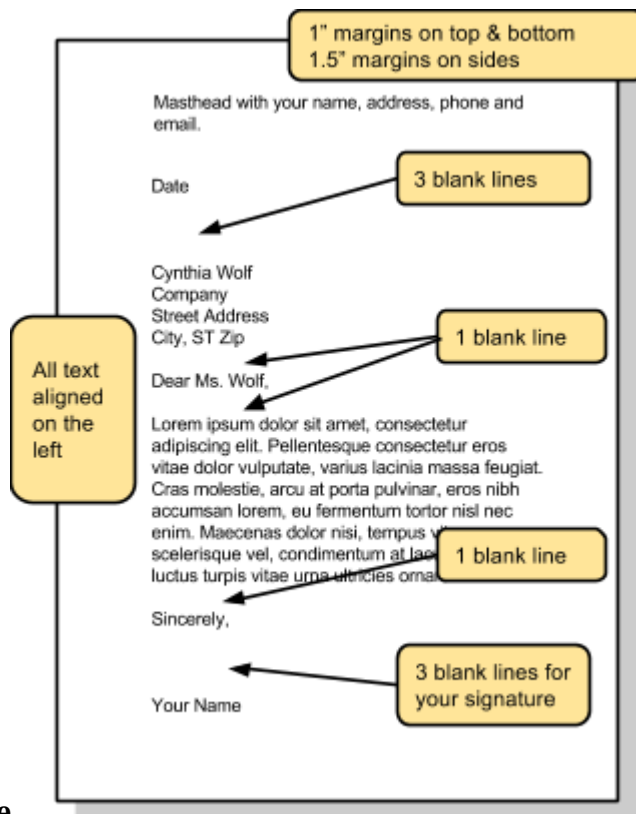 1” margins on top & bottom
1.5” margins on sides
Masthead with your name, address, phone and
email.
Date
3 blank lines
Cynthia Wolf
Company
Street Address
City, ST Zip
1 blank line
All text
aligned
on the
left
Dear Ms. Wolf,
Lorem ipsum dolor sit amet, consectetur
adipiscing elit. Pellentesque consectetur eros
vitae dolor vulputate, varius lacinia massa feugiat.
Cras molestie, arcu at porta pulvinar, eros nibh
accumsan lorem, eu fermentum tortor nisl nec
enim. Maecenas dolor nisi, tempus
scelerisque vel, condimentum at
luctus turpis vitae urna ultricies
1 blank line
Sincerely,
3 blank lines for
your signature
Your Name
e